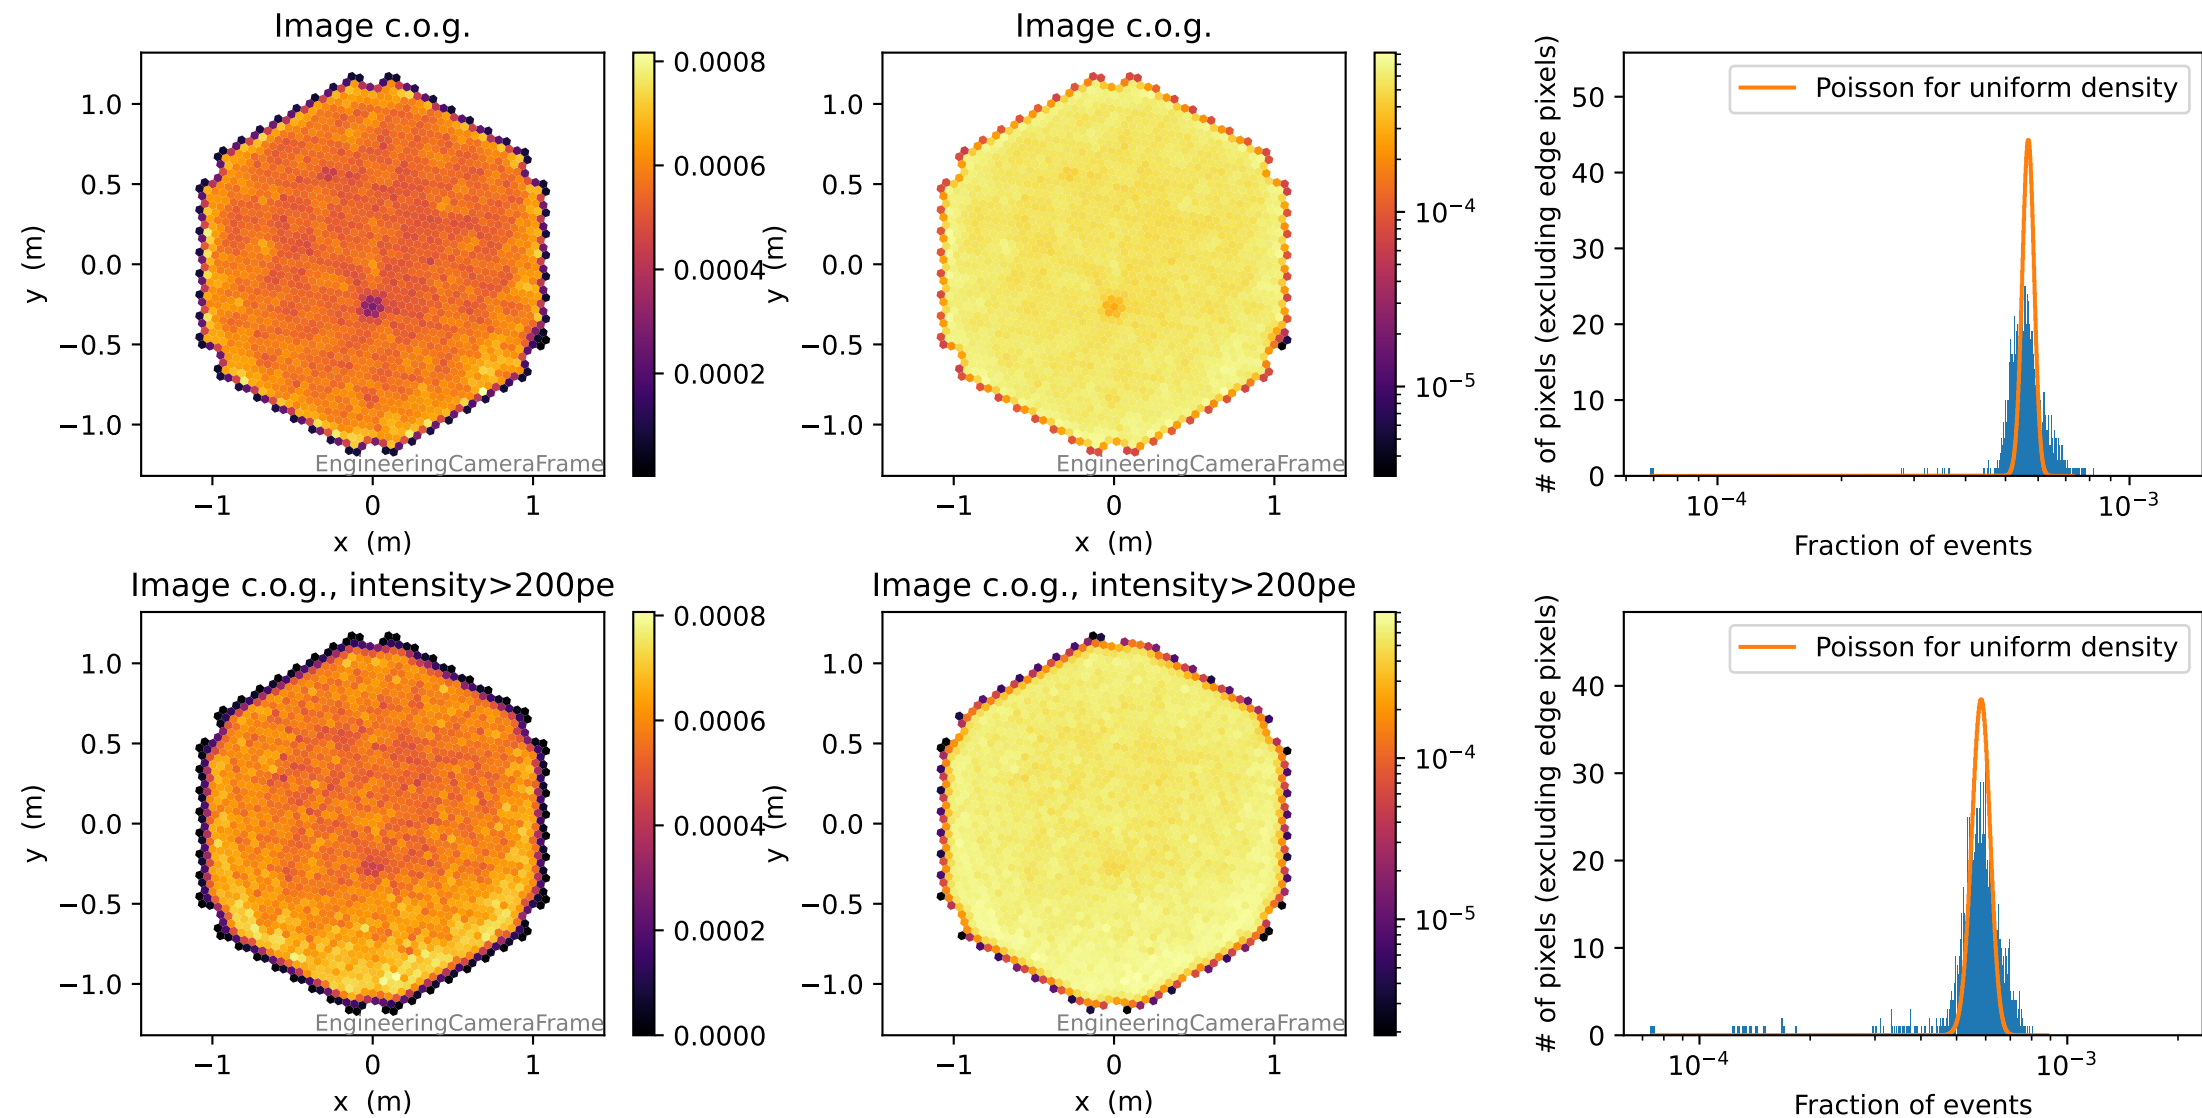 Image c.o.g.
1.0
0.5
0.0
−0.5
−1.0
y (m)
−1
0
1
x (m)
EngineeringCameraFrame
0.0008
0.0006
0.0004
0.0002
Image c.o.g.
1.0
0.5
0.0
−0.5
−1.0
y (m)
−1
0
1
x (m)
EngineeringCameraFrame
10⁻⁴
10⁻⁵
# of pixels (excluding edge pixels)
50
40
30
20
10
0
Poisson for uniform density
10⁻⁴
10⁻³
Fraction of events
Image c.o.g., intensity>200pe
1.0
0.5
0.0
−0.5
−1.0
y (m)
−1
0
1
x (m)
EngineeringCameraFrame
0.0008
0.0006
0.0004
0.0002
0.0000
Image c.o.g., intensity>200pe
1.0
0.5
0.0
−0.5
−1.0
y (m)
−1
0
1
x (m)
EngineeringCameraFrame
10⁻⁴
10⁻⁵
# of pixels (excluding edge pixels)
40
30
20
10
0
Poisson for uniform density
10⁻⁴
10⁻³
Fraction of events